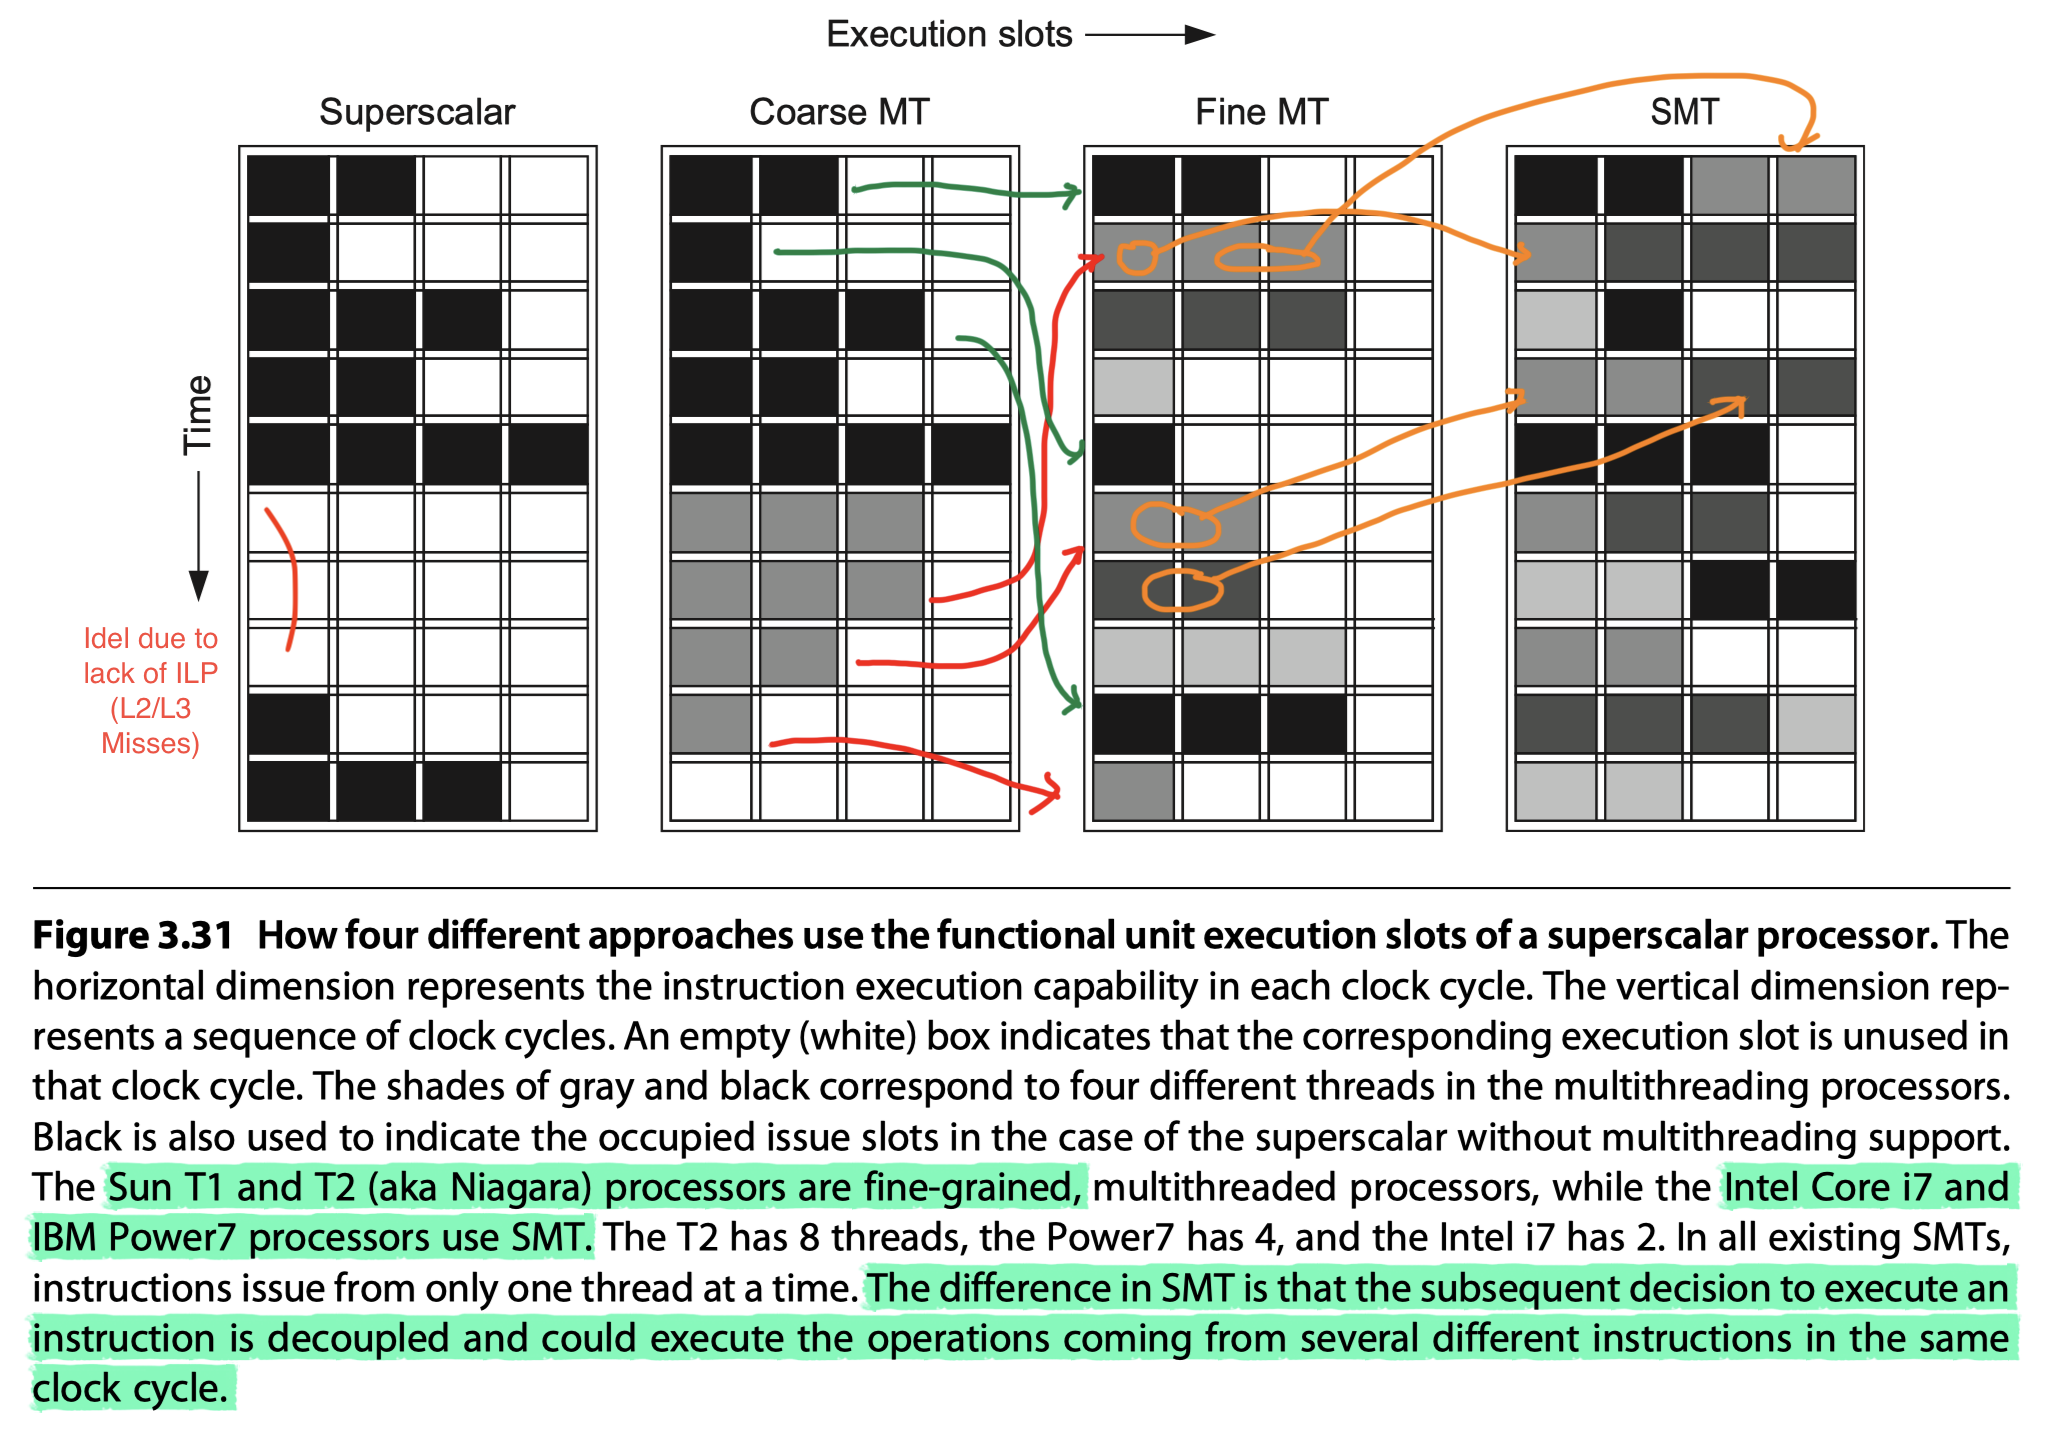 Execution slots
Superscalar
Coarse MT
Fine MT
SMT
Time
Idel due to
lack of ILP
(L2/L3
Misses)
Figure 3.31 How four different approaches use the functional unit execution slots of a superscalar processor. The
horizontal dimension represents the instruction execution capability in each clock cycle. The vertical dimension rep-
resents a sequence of clock cycles. An empty (white) box indicates that the corresponding execution slot is unused in
that clock cycle. The shades of gray and black correspond to four different threads in the multithreading processors.
Black is also used to indicate the occupied issue slots in the case of the superscalar without multithreading support.
The Sun T1 and T2 (aka Niagara) processors are fine-grained, multithreaded processors, while the Intel Core i7 and
IBM Power7 processors use SMT. The T2 has 8 threads, the Power7 has 4, and the Intel i7 has 2. In all existing SMTs,
instructions issue from only one thread at a time. The difference in SMT is that the subsequent decision to execute an
instruction is decoupled and could execute the operations coming from several different instructions in the same
clock cycle.